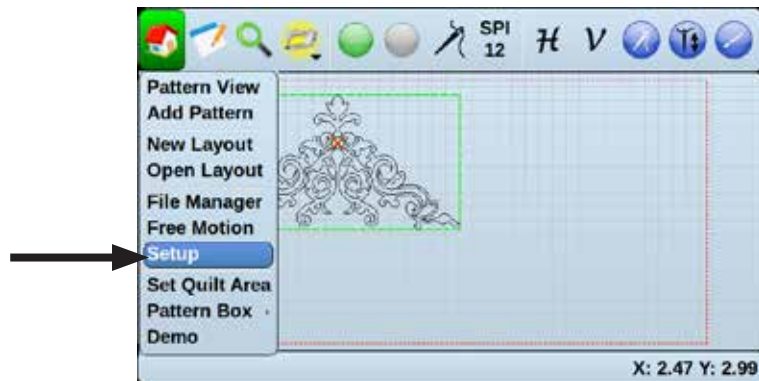 SPI
12
H V
Pattern View
Add Pattern
New Layout
Open Layout
File Manager
Free Motion
Setup
Set Quilt Area
Pattern Box
Demo
X: 2.47 Y: 2.99